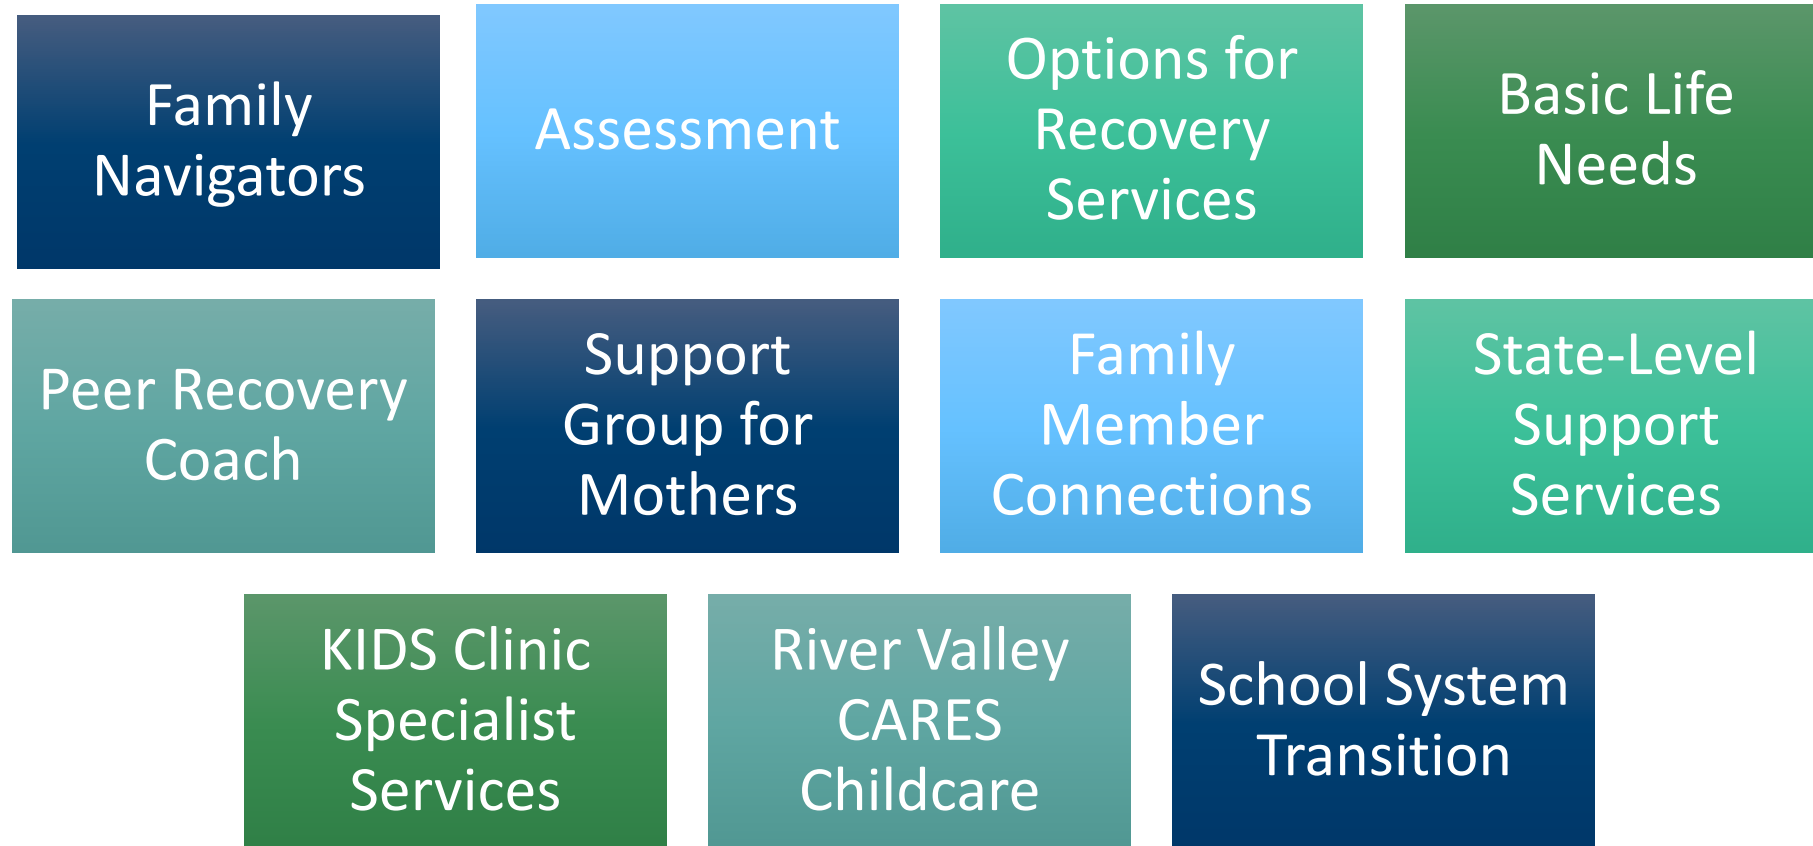 Family
Navigators
Assessment
Options for
Recovery
Services
Basic Life
Needs
Peer Recovery
Coach
Support
Group for
Mothers
Family
Member
Connections
State-Level
Support
Services
KIDS Clinic
Specialist
Services
River Valley
CARES
Childcare
School System
Transition